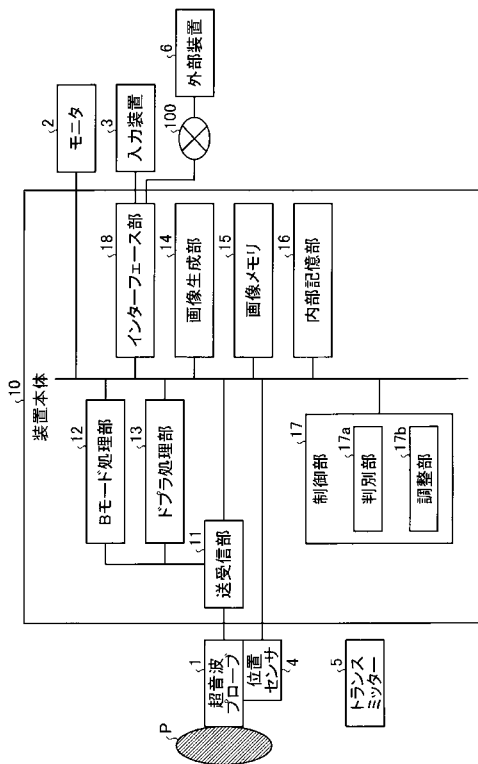 10
装置本体
P
1
超音波
プローブ
位置
センサ
4
5
トランス
ミッター
11
送受信部
12
Bモード処理部
13
ドプラ処理部
17
制御部
17a
判別部
17b
調整部
18
インターフェース部
14
画像生成部
15
画像メモリ
16
内部記憶部
2
モニタ
3
入力装置
100
6
外部装置